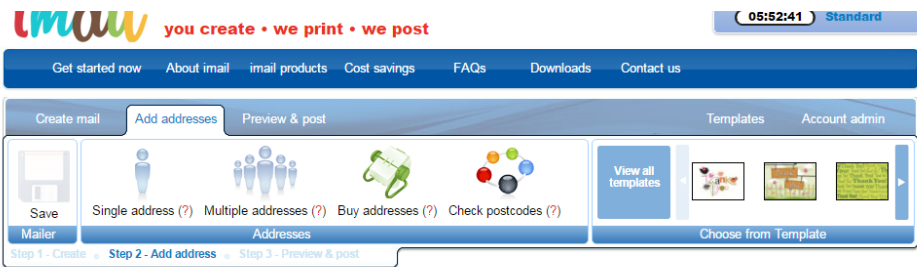 imail
you create • we print • we post
05:52:41 Standard
Get started now About imail imail products Cost savings FAQs Downloads Contact us
Create mail Add addresses Preview & post Templates Account admin
View all
templates
Save Single address (?) Multiple addresses (?) Buy addresses (?) Check postcodes (?)
Mailer Addresses Choose from Template
Step 1 - Create Step 2 - Add address Step 3 - Preview & post